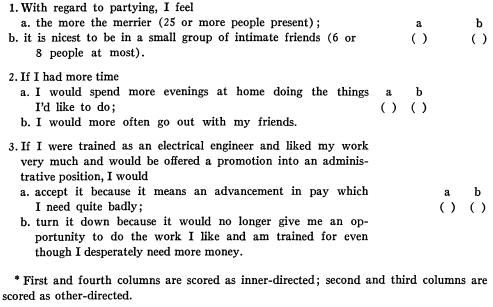 1. With regard to partying, I feel
a. the more the merrier (25 or more people present); a b
b. it is nicest to be in a small group of intimate friends (6 or ( ) ( )
8 people at most).
2. If I had more time
a. I would spend more evenings at home doing the things a b
I'd like to do; ( ) ( )
b. I would more often go out with my friends.
3. If I were trained as an electrical engineer and liked my work
very much and would be offered a promotion into an adminis-
trative position, I would
a. accept it because it means an advancement in pay which a b
I need quite badly; ( ) ( )
b. turn it down because it would no longer give me an op-
portunity to do the work I like and am trained for even
though I desperately need more money.
* First and fourth columns are scored as inner-directed; second and third columns are
scored as other-directed.